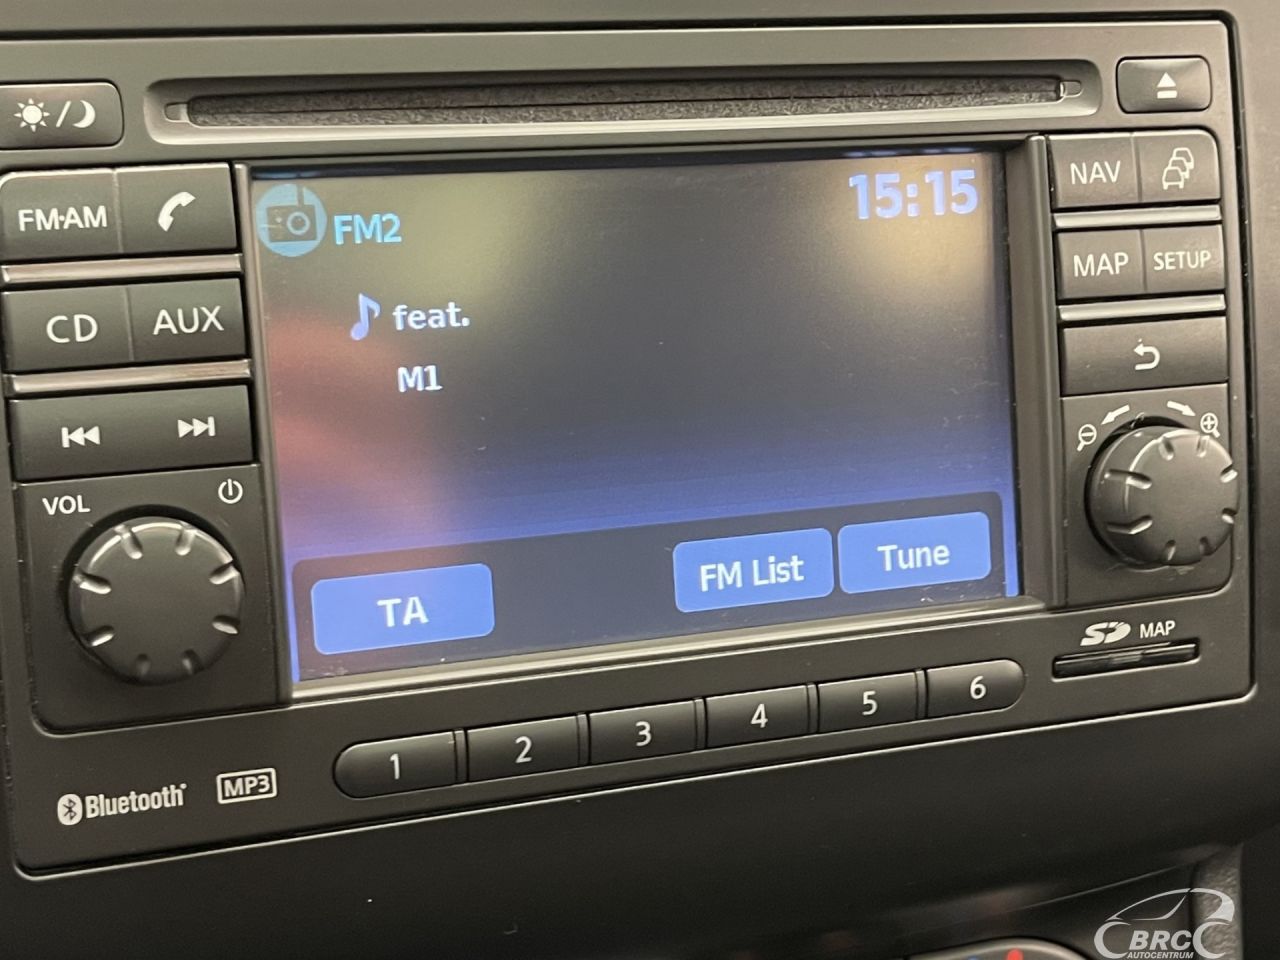 FM·AM
CD
AUX
VOL
FM2
15:15
feat.
M1
TA
FM List
Tune
NAV
MAP
SETUP
SD MAP
1
2
3
4
5
6
Bluetooth
MP3
BRC
AUTOCENTRUM